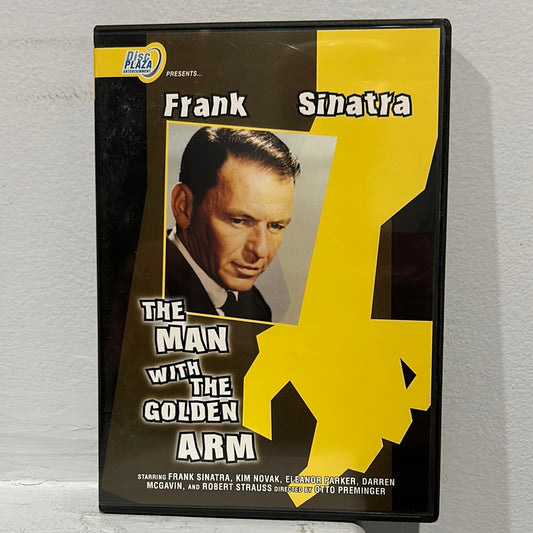 Disc
PLAZA
ENTERTAINMENT
PRESENTS...
Frank Sinatra
THE
MAN
WITH THE
GOLDEN
ARM
STARRING FRANK SINATRA, KIM NOVAK, ELEANOR PARKER, DARREN
MCGAVIN, AND ROBERT STRAUSS DIRECTED BY OTTO PREMINGER